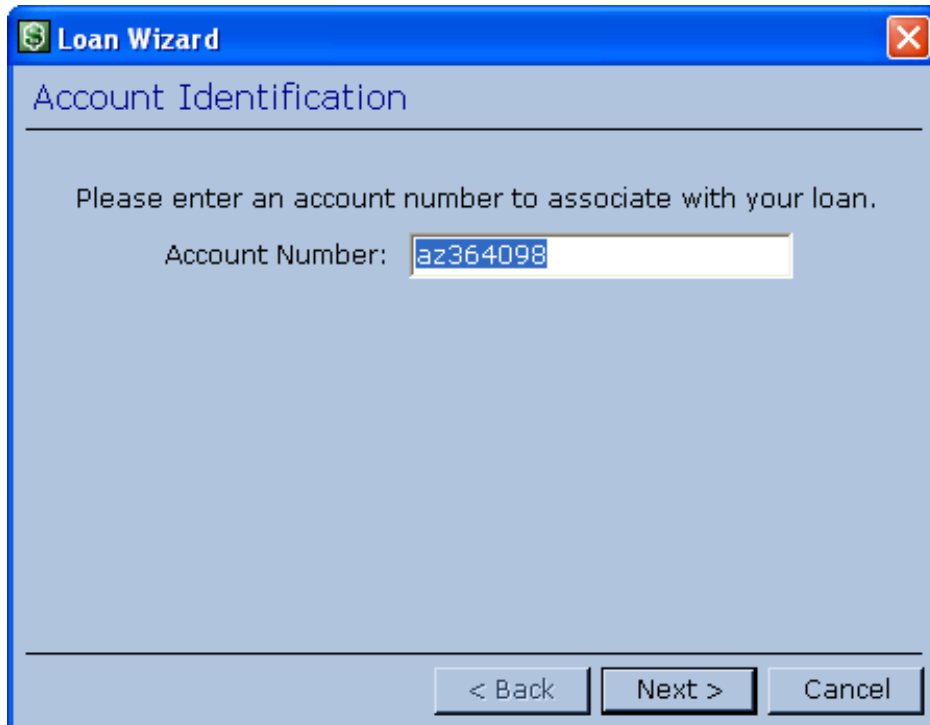 Loan Wizard
Account Identification
Please enter an account number to associate with your loan.
Account Number: az364098
< Back Next > Cancel